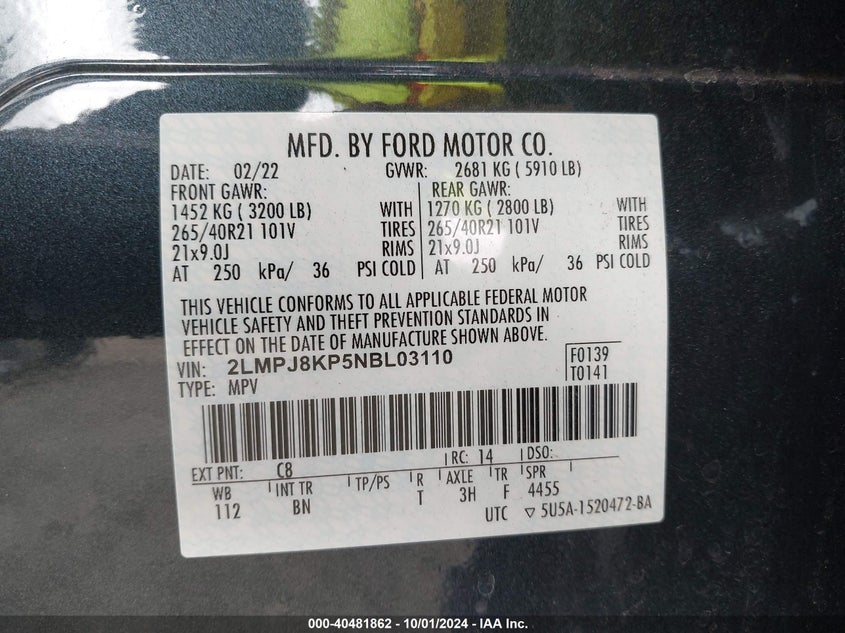 MFD. BY FORD MOTOR CO.
DATE: 02/22 GVWR: 2681 KG ( 5910 LB)
FRONT GAWR: REAR GAWR:
1452 KG ( 3200 LB) WITH 1270 KG ( 2800 LB) WITH
265/40R21 101V TIRES 265/40R21 101V TIRES
21x9.0J RIMS 21x9.0J RIMS
AT 250 kPa/ 36 PSI COLD AT 250 kPa/ 36 PSI COLD
THIS VEHICLE CONFORMS TO ALL APPLICABLE FEDERAL MOTOR
VEHICLE SAFETY AND THEFT PREVENTION STANDARDS IN
EFFECT ON THE DATE OF MANUFACTURE SHOWN ABOVE.
VIN: 2LMPJ8KP5NBL03110 F0139
TYPE: MPV T0141
EXT PNT: C8 RC: 14 DSO:
WB INT TR TP/PS R AXLE TR SPR
112 BN T 3H F 4455
UTC ▽ 5U5A-1520472-BA
000-40481862 - 10/01/2024 - IAA Inc.